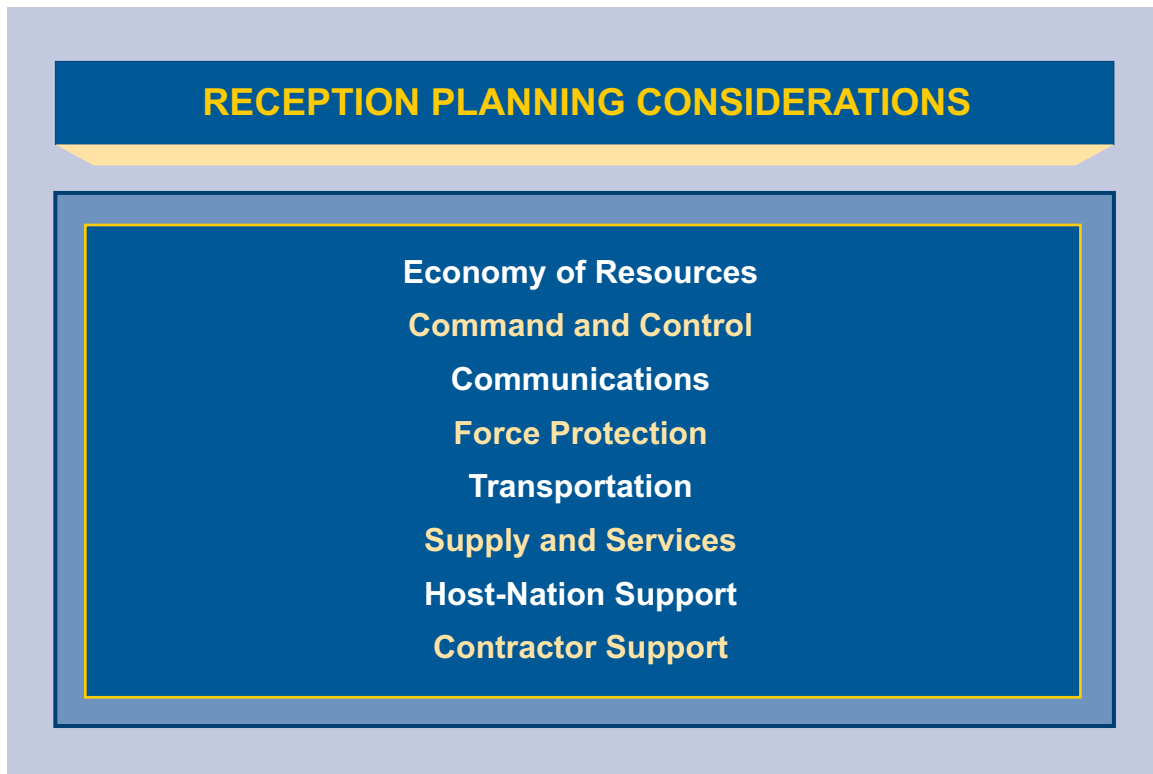 RECEPTION PLANNING CONSIDERATIONS
Economy of Resources
Command and Control
Communications
Force Protection
Transportation
Supply and Services
Host-Nation Support
Contractor Support